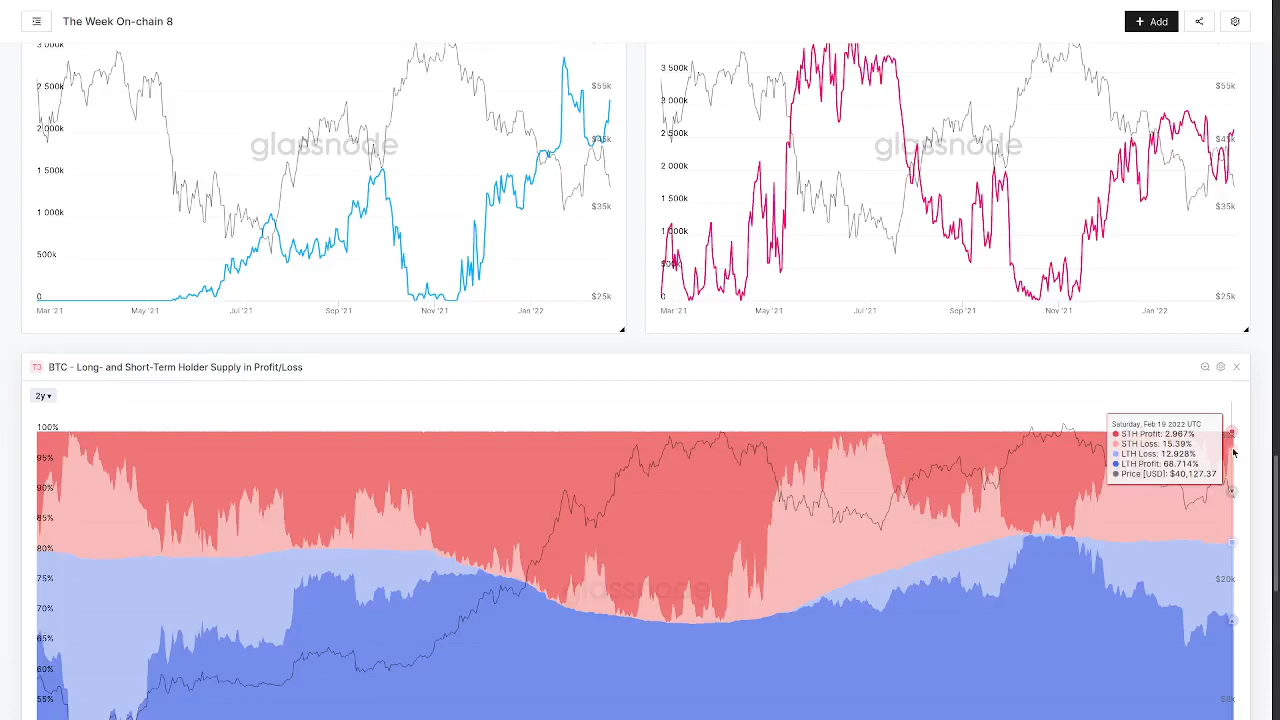 The Week On-chain 8
Add
3 000k
2 500k
2 000k
1 500k
1 000k
500k
0
$55k
$45k
$35k
$25k
glassnode
Mar '21
May '21
Jul '21
Sep '21
Nov '21
Jan '22
3 500k
3 000k
2 500k
2 000k
1 500k
1 000k
500k
0
$55k
$45k
$35k
$25k
glassnode
Mar '21
May '21
Jul '21
Sep '21
Nov '21
Jan '22
T3 BTC - Long- and Short-Term Holder Supply in Profit/Loss
2y
100%
95%
90%
85%
80%
75%
70%
65%
60%
55%
Saturday, Feb 19 2022 UTC
STH Profit: 2.967%
STH Loss: 15.39%
LTH Loss: 12.928%
LTH Profit: 68.714%
Price [USD]: $40,127.37
glassnode
$20k